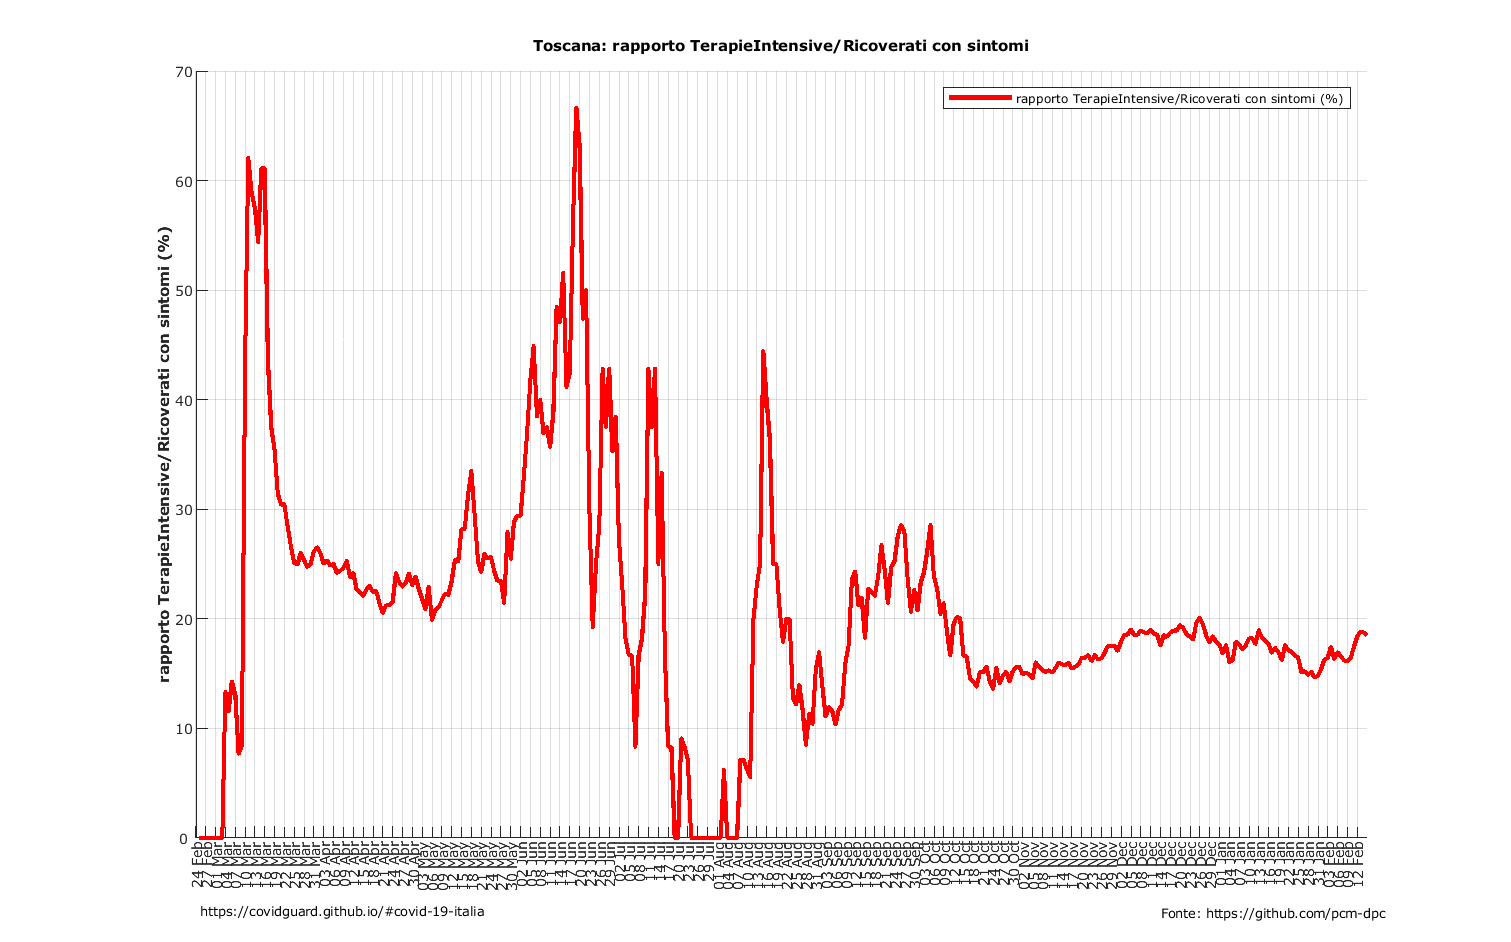 Toscana: rapporto TerapieIntensive/Ricoverati con sintomi
rapporto TerapieIntensive/Ricoverati con sintomi (%)
rapporto TerapieIntensive/Ricoverati con sintomi (%)
70
60
50
40
30
20
10
0
24 Feb
27 Feb
01 Mar
04 Mar
07 Mar
10 Mar
13 Mar
16 Mar
19 Mar
22 Mar
25 Mar
28 Mar
31 Mar
03 Apr
06 Apr
09 Apr
12 Apr
15 Apr
18 Apr
21 Apr
24 Apr
27 Apr
30 Apr
03 May
06 May
09 May
12 May
15 May
18 May
21 May
24 May
27 May
30 May
02 Jun
05 Jun
08 Jun
11 Jun
14 Jun
17 Jun
20 Jun
23 Jun
26 Jun
29 Jun
02 Jul
05 Jul
08 Jul
11 Jul
14 Jul
17 Jul
20 Jul
23 Jul
26 Jul
29 Jul
01 Aug
04 Aug
07 Aug
10 Aug
13 Aug
16 Aug
19 Aug
22 Aug
25 Aug
28 Aug
31 Aug
03 Sep
06 Sep
09 Sep
12 Sep
15 Sep
18 Sep
21 Sep
24 Sep
27 Sep
30 Sep
03 Oct
06 Oct
09 Oct
12 Oct
15 Oct
18 Oct
21 Oct
24 Oct
27 Oct
30 Oct
02 Nov
05 Nov
08 Nov
11 Nov
14 Nov
17 Nov
20 Nov
23 Nov
26 Nov
29 Nov
02 Dec
05 Dec
08 Dec
11 Dec
14 Dec
17 Dec
20 Dec
23 Dec
26 Dec
29 Dec
01 Jan
04 Jan
07 Jan
10 Jan
13 Jan
16 Jan
19 Jan
22 Jan
25 Jan
28 Jan
31 Jan
03 Feb
06 Feb
09 Feb
12 Feb
https://covidguard.github.io/#covid-19-italia
Fonte: https://github.com/pcm-dpc